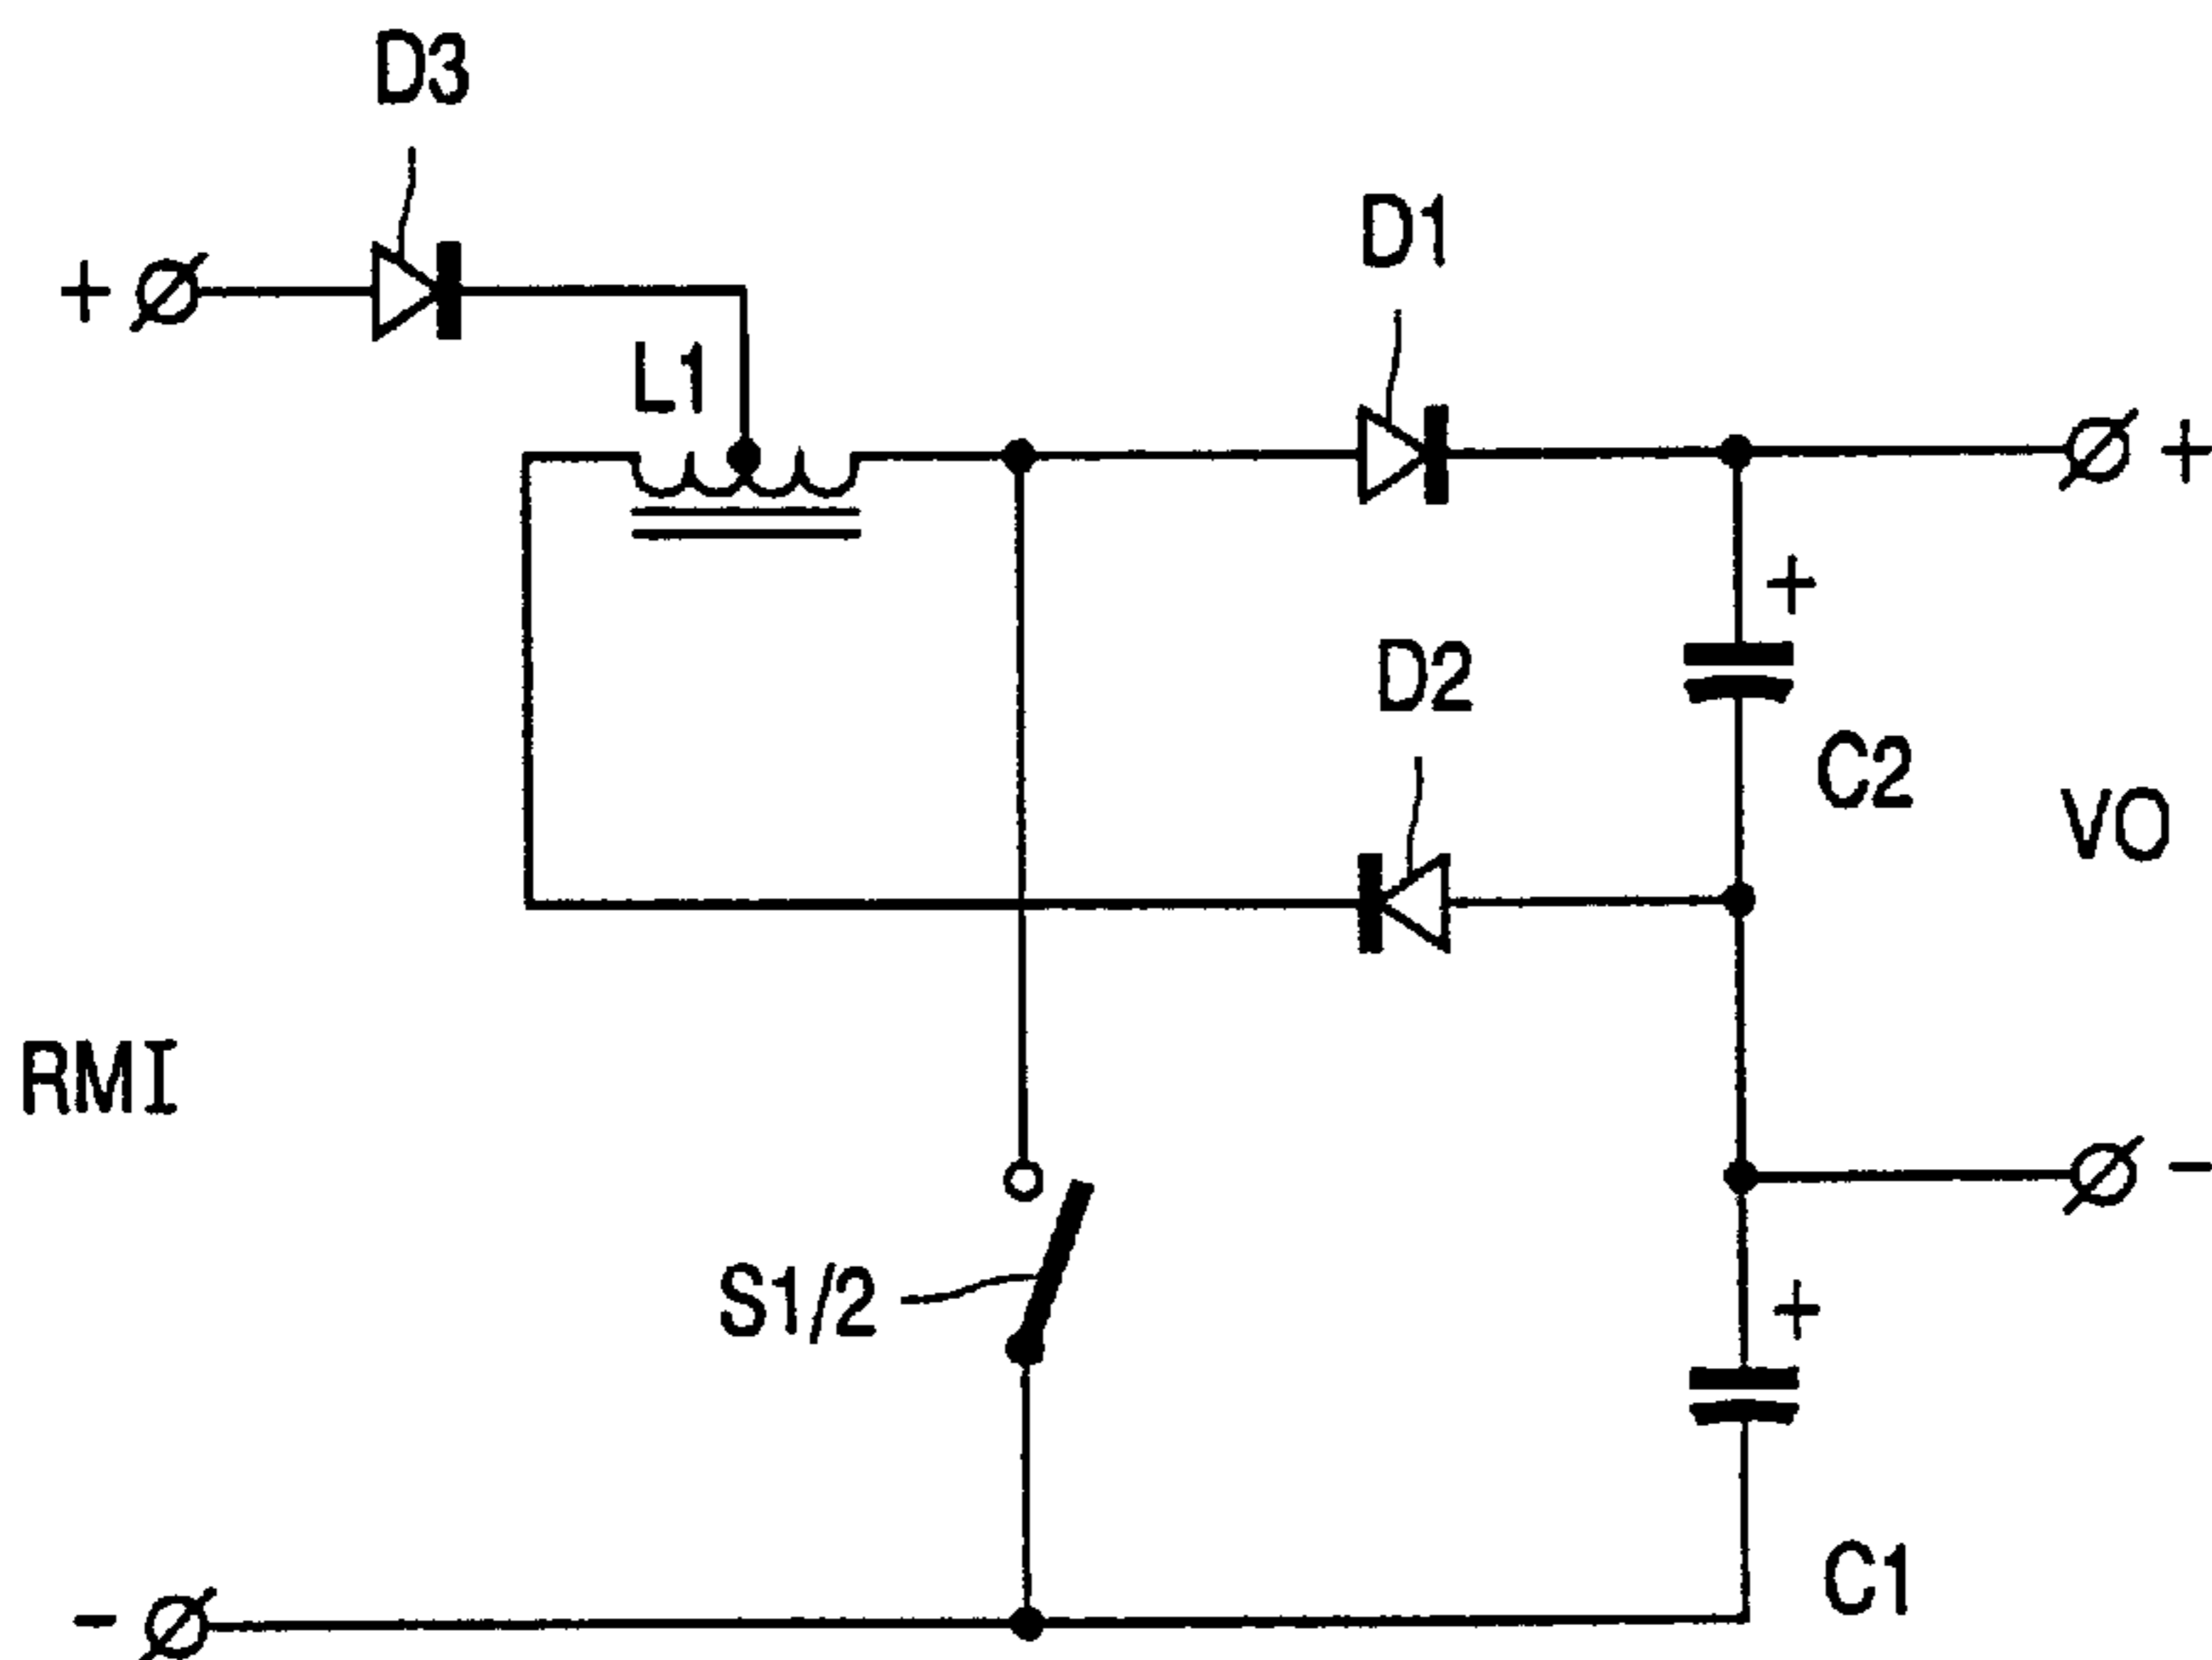 D3
D1
+
L1
+
+
D2
C2
VO
RMI
-
S1/2
+
C1
-